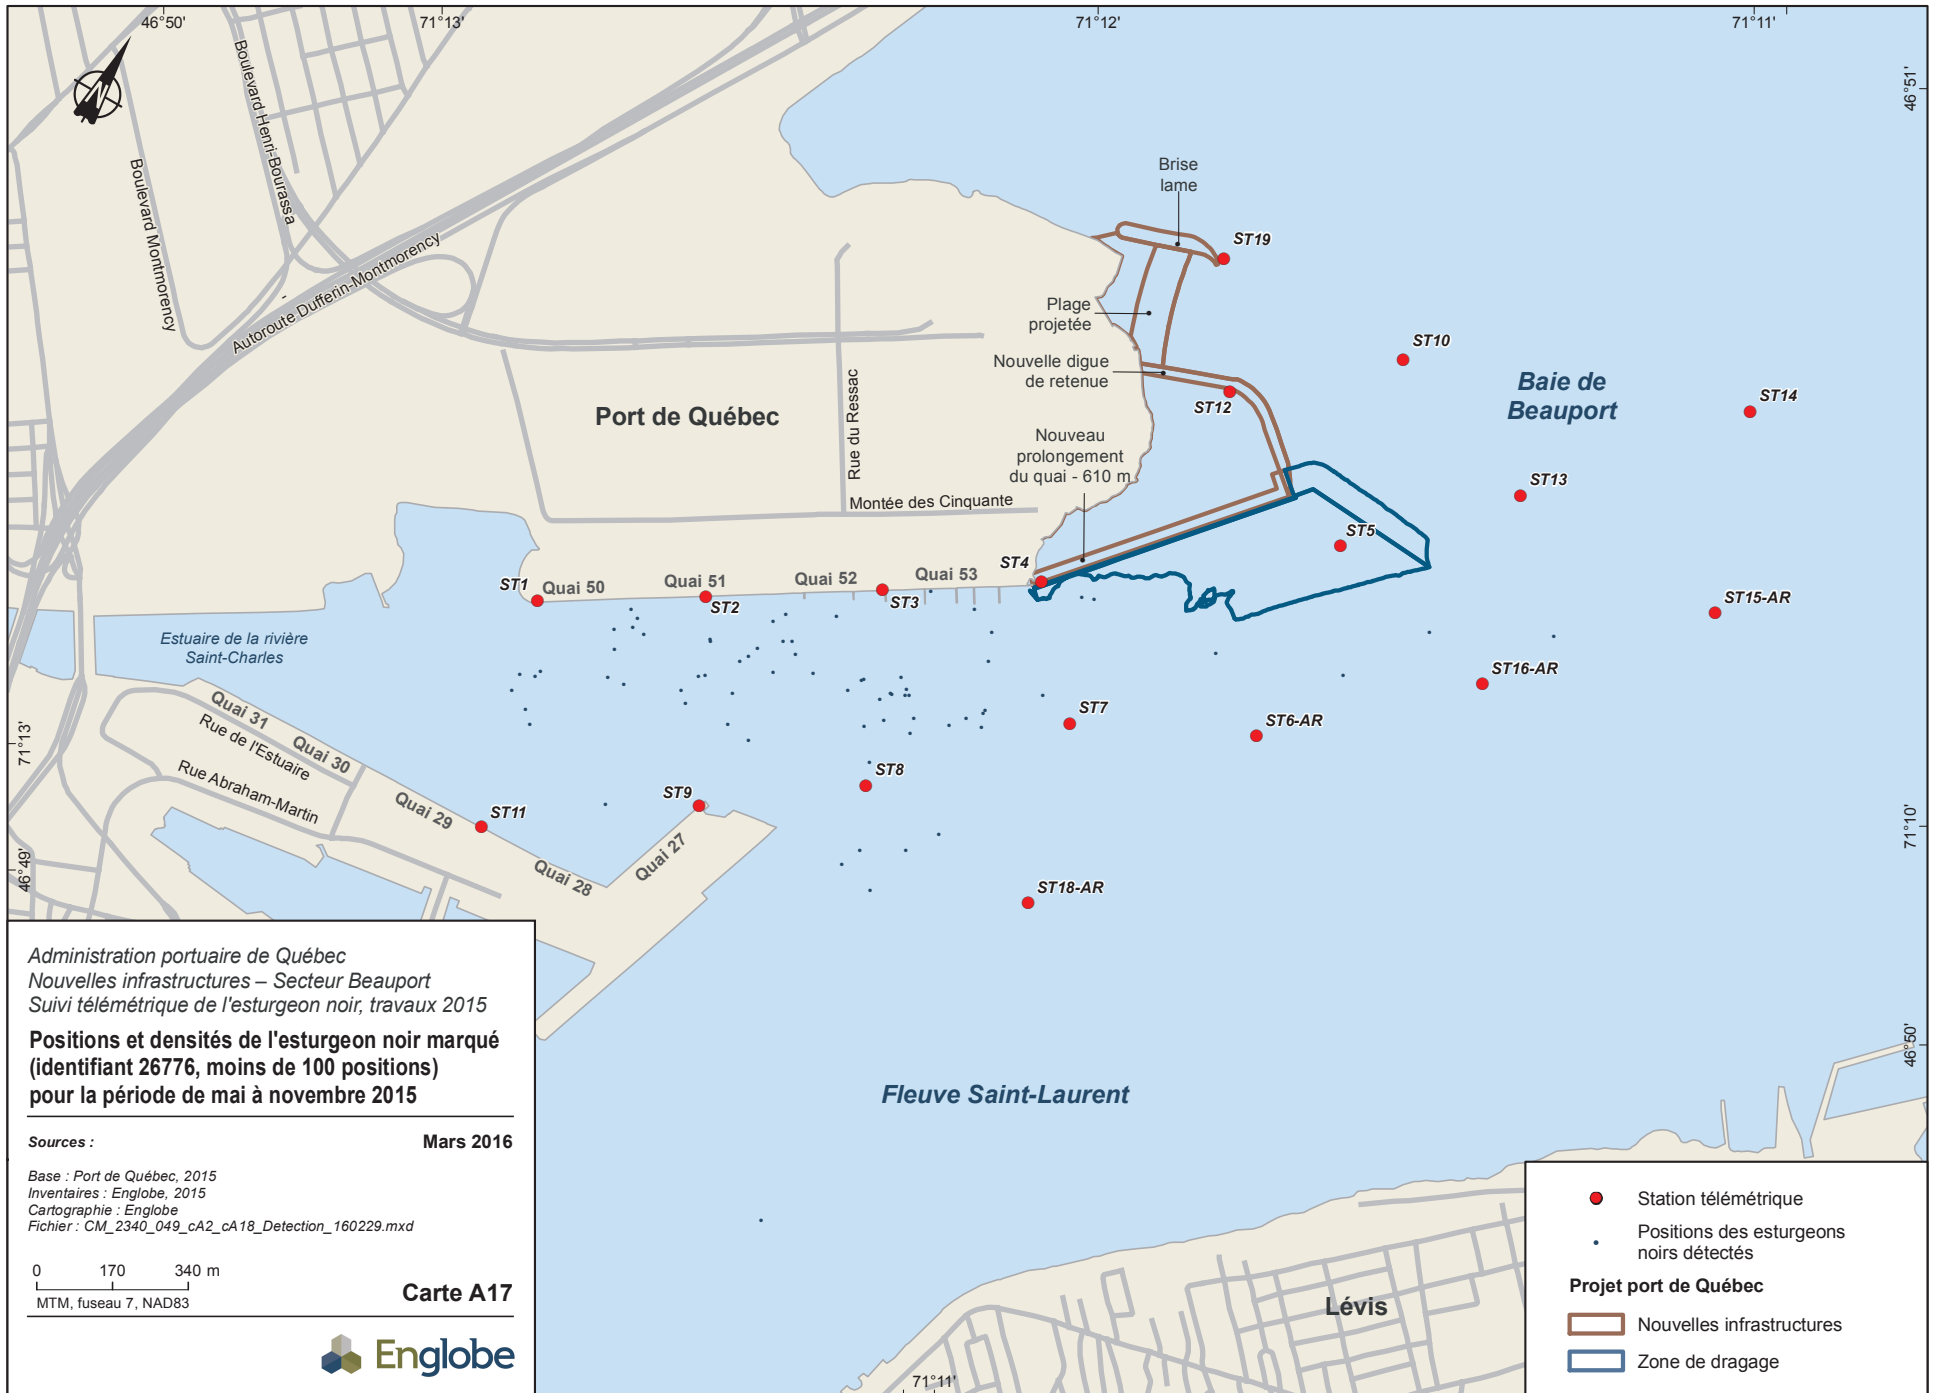 46°50'
71°13'
71°12'
71°11'
46°51'
Boulevard Henri-Bourassa
Boulevard Montmorency
Autoroute Dufferin-Montmorency
Brise
lame
ST19
Plage
projetée
ST10
Nouvelle digue
de retenue
Baie de
Beauport
ST14
ST12
Port de Québec
Rue du Ressac
Nouveau
prolongement
du quai - 610 m
Montée des Cinquante
ST13
ST5
ST4
ST1
Quai 50
Quai 51
Quai 52
Quai 53
ST2
ST3
ST15-AR
Estuaire de la rivière
Saint-Charles
ST16-AR
Quai 31
Rue de l'Estuaire
Quai 30
Rue Abraham-Martin
Quai 29
ST7
ST6-AR
71°13'
ST8
ST9
ST11
Quai 28
Quai 27
71°10'
46°49'
ST18-AR
46°50'
Fleuve Saint-Laurent
Lévis
71°11'
Administration portuaire de Québec
Nouvelles infrastructures – Secteur Beauport
Suivi télémétrique de l'esturgeon noir, travaux 2015
Positions et densités de l'esturgeon noir marqué
(identifiant 26776, moins de 100 positions)
pour la période de mai à novembre 2015
Sources :
Mars 2016
Base : Port de Québec, 2015
Inventaires : Englobe, 2015
Cartographie : Englobe
Fichier : CM_2340_049_cA2_cA18_Detection_160229.mxd
0 170 340 m
MTM, fuseau 7, NAD83
Carte A17
Englobe
Station télémétrique
Positions des esturgeons
noirs détectés
Projet port de Québec
Nouvelles infrastructures
Zone de dragage